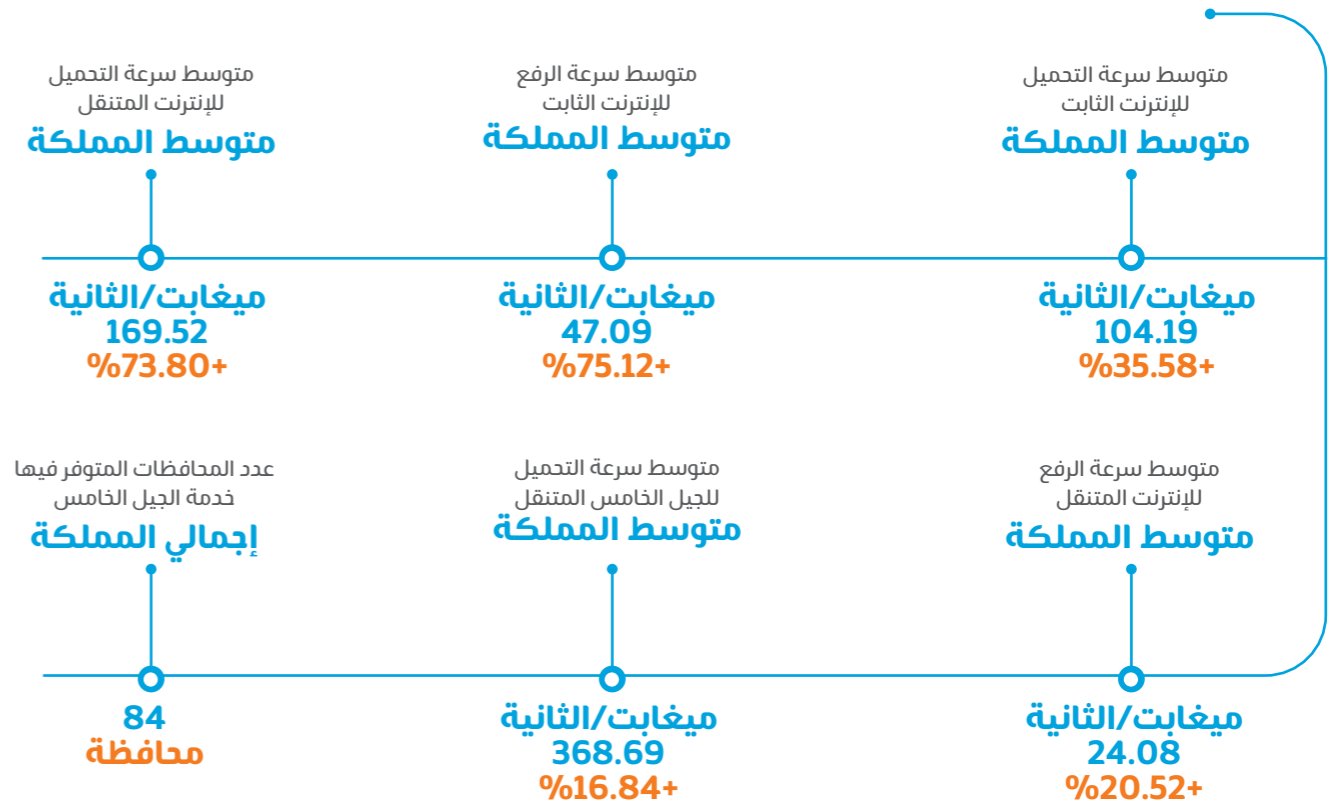 متوسط سرعة التحميل
للإنترنت الثابت
متوسط المملكة
ميغابت/الثانية
104.19
%35.58+
متوسط سرعة الرفع
للإنترنت الثابت
متوسط المملكة
ميغابت/الثانية
47.09
%75.12+
متوسط سرعة التحميل
للإنترنت المتنقل
متوسط المملكة
ميغابت/الثانية
169.52
%73.80+
متوسط سرعة الرفع
للإنترنت المتنقل
متوسط المملكة
ميغابت/الثانية
24.08
%20.52+
متوسط سرعة التحميل
للجيل الخامس المتنقل
متوسط المملكة
ميغابت/الثانية
368.69
%16.84+
عدد المحافظات المتوفر فيها
خدمة الجيل الخامس
إجمالي المملكة
84
محافظة